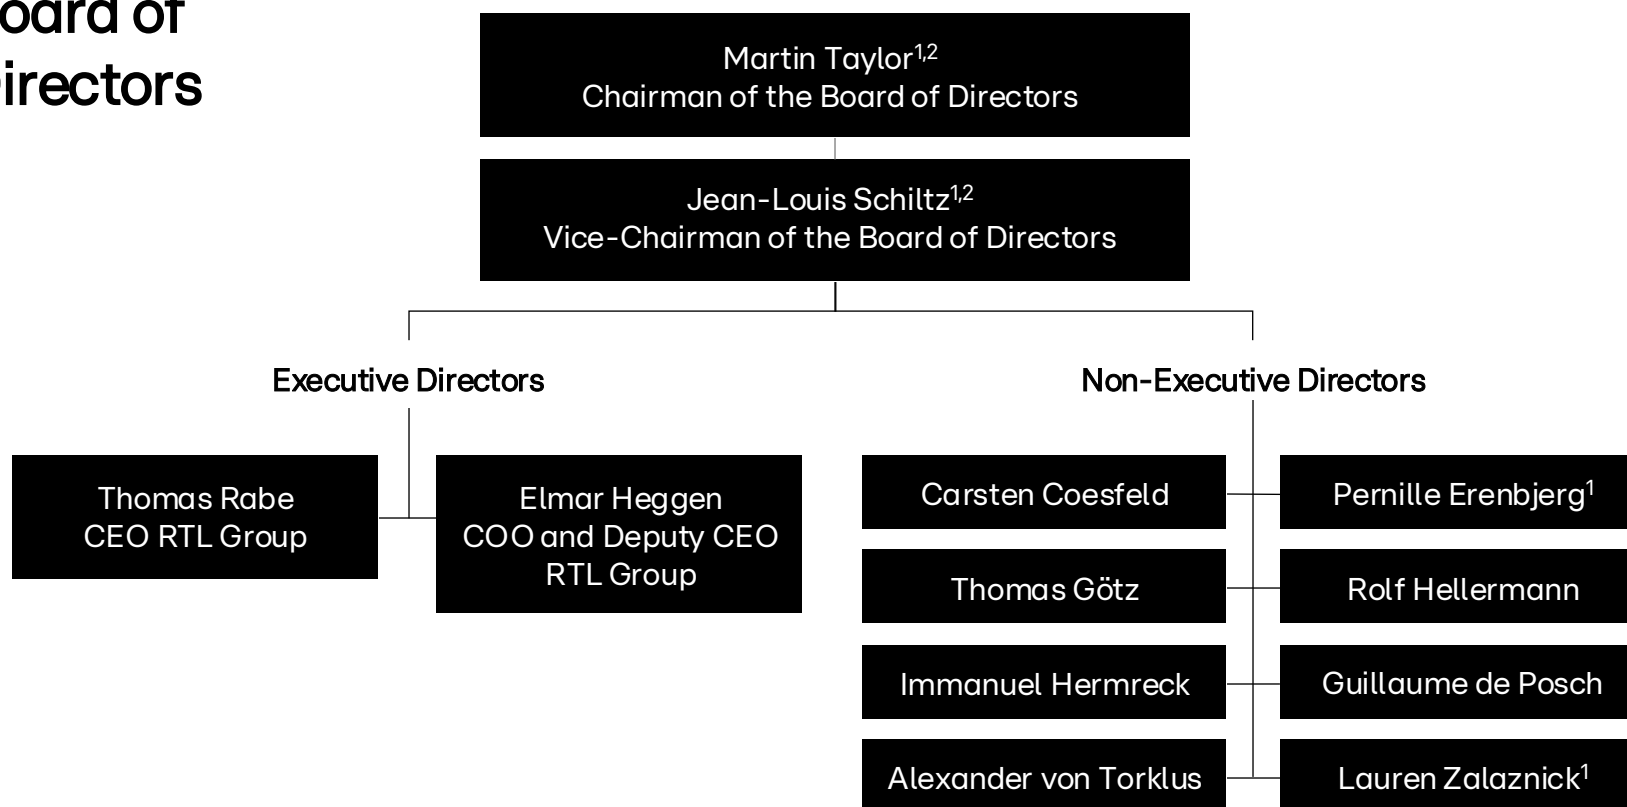 oard of
irectors
Martin Taylor1,2
Chairman of the Board of Directors
Jean-Louis Schiltz1,2
Vice-Chairman of the Board of Directors
Executive Directors
Non-Executive Directors
Thomas Rabe
CEO RTL Group
Elmar Heggen
COO and Deputy CEO
RTL Group
Carsten Coesfeld
Pernille Erenbjerg1
Thomas Götz
Rolf Hellermann
Immanuel Hermreck
Guillaume de Posch
Alexander von Torklus
Lauren Zalaznick1